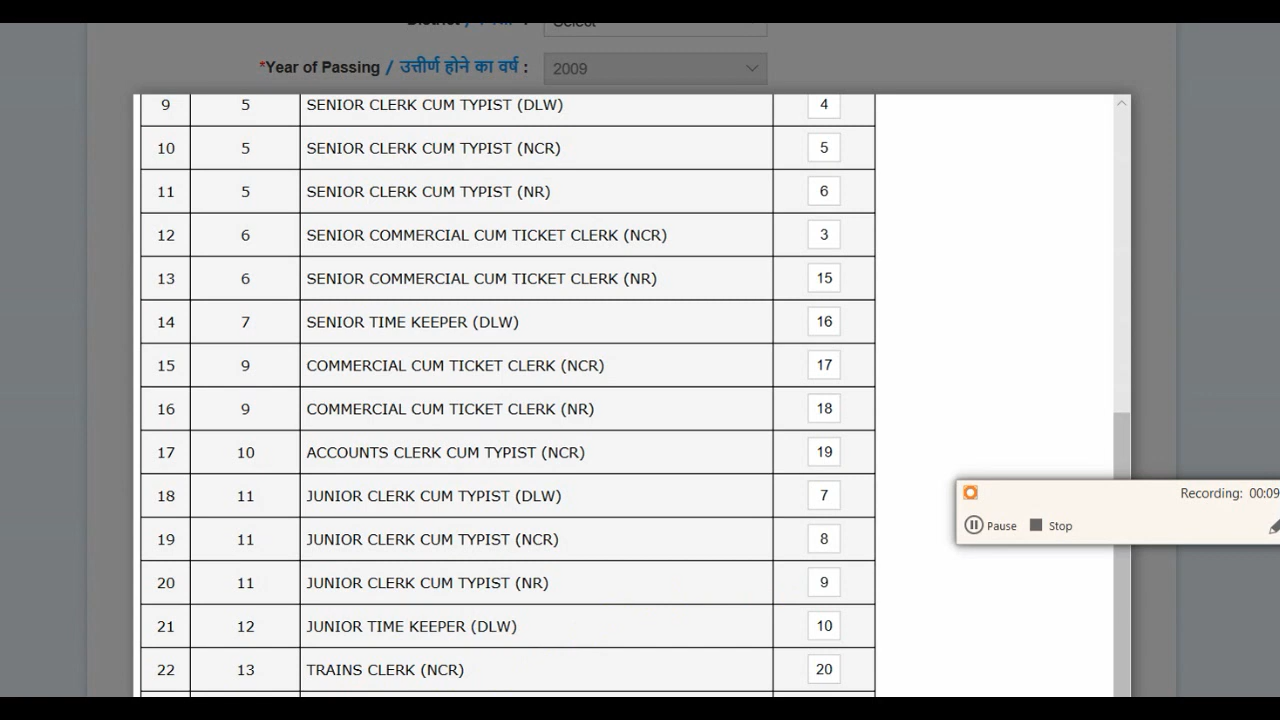 District / जिला :
Select
*Year of Passing / उत्तीर्ण होने का वर्ष :
2009
9 5 SENIOR CLERK CUM TYPIST (DLW) 4
10 5 SENIOR CLERK CUM TYPIST (NCR) 5
11 5 SENIOR CLERK CUM TYPIST (NR) 6
12 6 SENIOR COMMERCIAL CUM TICKET CLERK (NCR) 3
13 6 SENIOR COMMERCIAL CUM TICKET CLERK (NR) 15
14 7 SENIOR TIME KEEPER (DLW) 16
15 9 COMMERCIAL CUM TICKET CLERK (NCR) 17
16 9 COMMERCIAL CUM TICKET CLERK (NR) 18
17 10 ACCOUNTS CLERK CUM TYPIST (NCR) 19
18 11 JUNIOR CLERK CUM TYPIST (DLW) 7
19 11 JUNIOR CLERK CUM TYPIST (NCR) 8
20 11 JUNIOR CLERK CUM TYPIST (NR) 9
21 12 JUNIOR TIME KEEPER (DLW) 10
22 13 TRAINS CLERK (NCR) 20
Recording: 00:09
Pause Stop